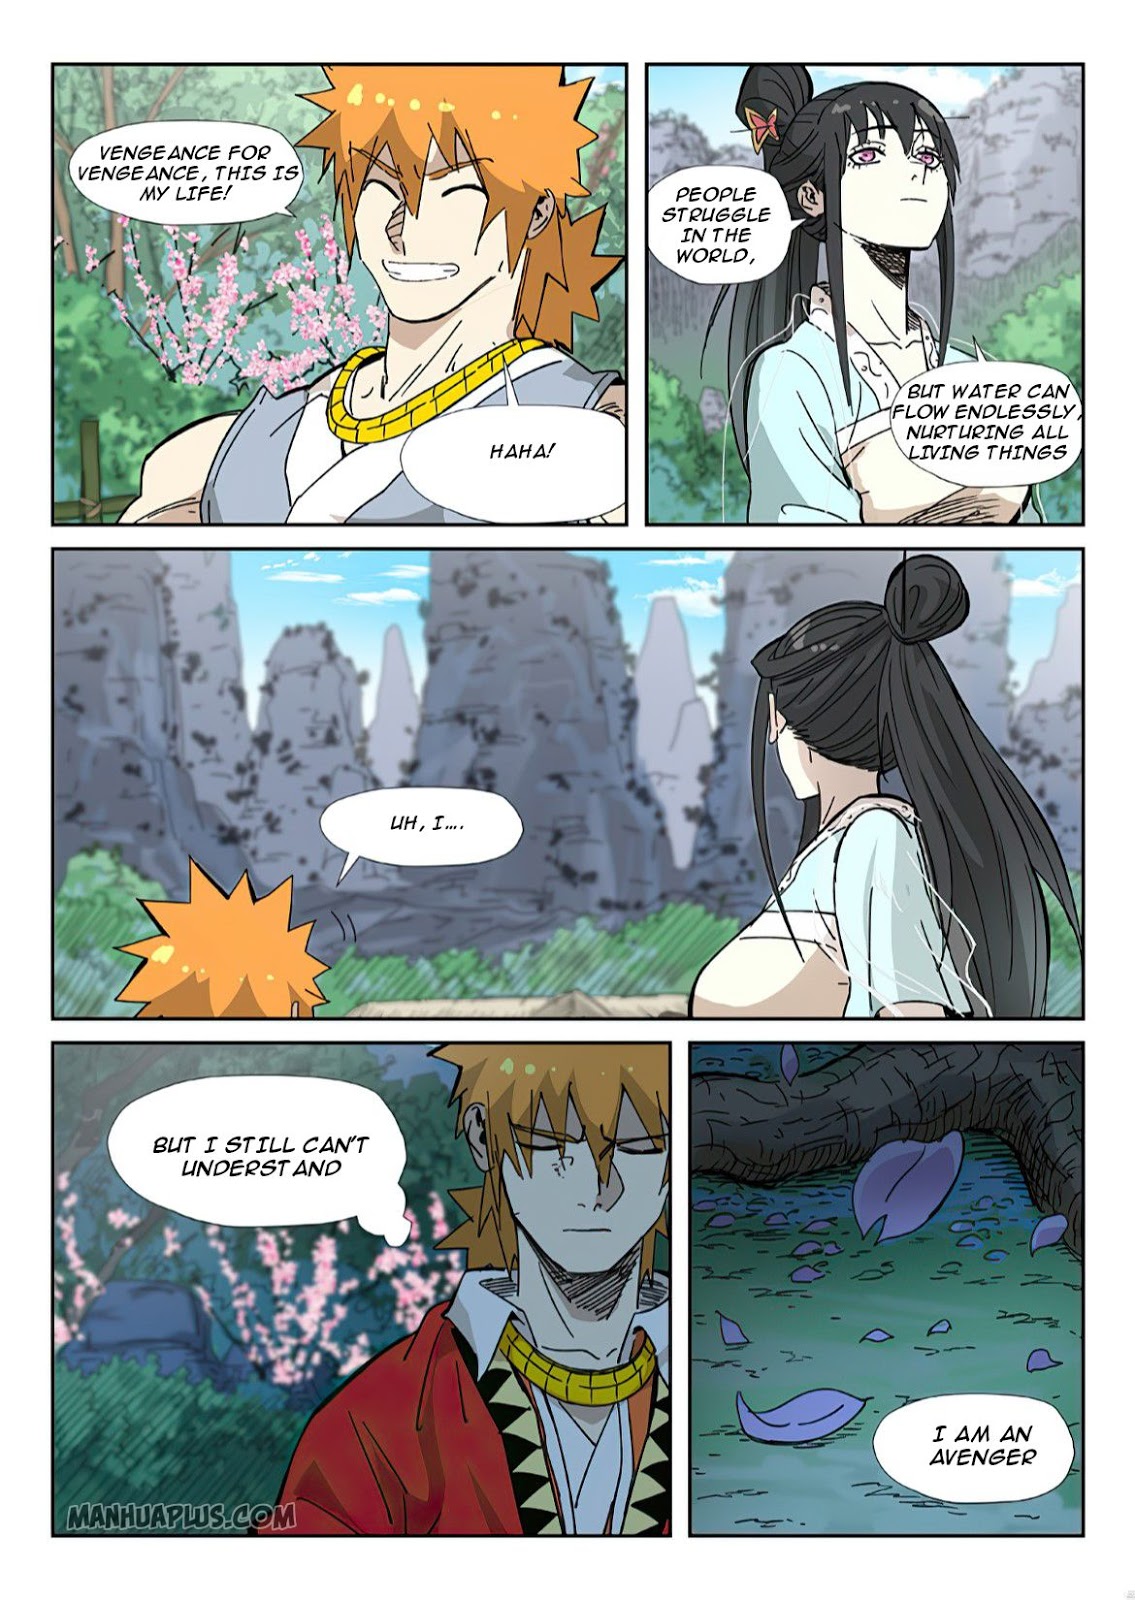 VENGEANCE FOR
VENGEANCE, THIS IS
MY LIFE!
HAHA!
PEOPLE
STRUGGLE
IN THE
WORLD,
BUT WATER CAN
FLOW ENDLESSLY,
NURTURING ALL
LIVING THINGS
UH, I....
BUT I STILL CAN'T
UNDERSTAND
I AM AN
AVENGER
MANHUAPLUS.COM